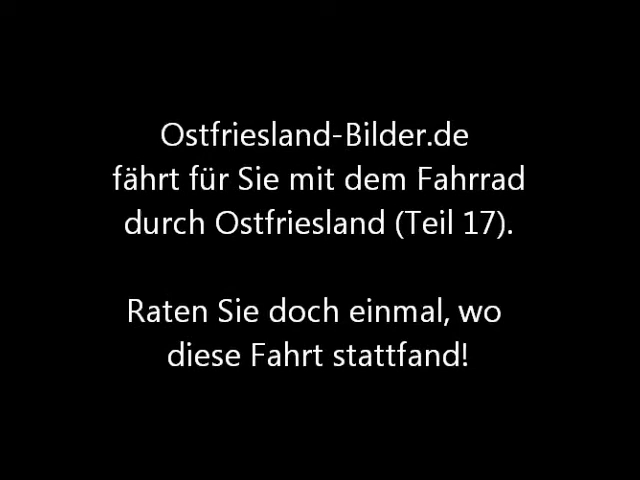 Ostfriesland-Bilder.de
fährt für Sie mit dem Fahrrad
durch Ostfriesland (Teil 17).
Raten Sie doch einmal, wo
diese Fahrt stattfand!